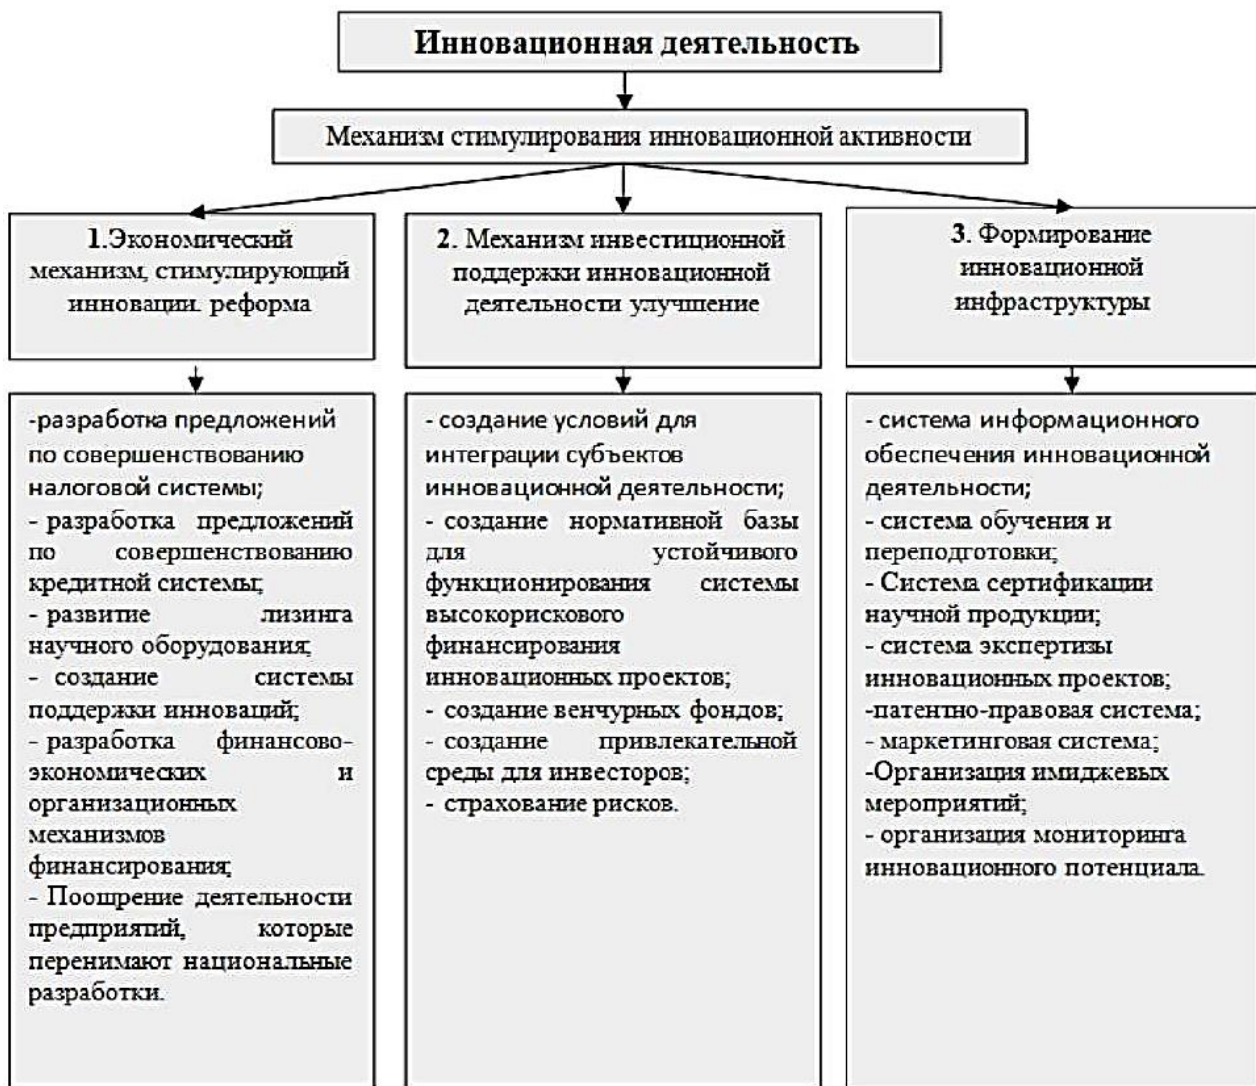 Инновационная деятельность
Механизм стимулирования инновационной активности
1.Экономический
механизм, стимулирующий
инновации. реформа
2. Механизм инвестиционной
поддержки инновационной
деятельности улучшение
3. Формирование
инновационной
инфраструктуры
-разработка предложений
по совершенствованию
налоговой системы;
- разработка предложений
по совершенствованию
кредитной системы;
- развитие лизинга
научного оборудования;
- создание системы
поддержки инноваций;
- разработка финансово-
экономических и
организационных
механизмов
финансирования;
- Поощрение деятельности
предприятий, которые
перенимают национальные
разработки.
- создание условий для
интеграции субъектов
инновационной деятельности;
- создание нормативной базы
для устойчивого
функционирования системы
высокорискового
финансирования
инновационных проектов;
- создание венчурных фондов;
- создание привлекательной
среды для инвесторов;
- страхование рисков.
- система информационного
обеспечения инновационной
деятельности;
- система обучения и
переподготовки;
- Система сертификации
научной продукции;
- система экспертизы
инновационных проектов;
-патентно-правовая система;
- маркетинговая система;
-Организация имиджевых
мероприятий;
- организация мониторинга
инновационного потенциала.